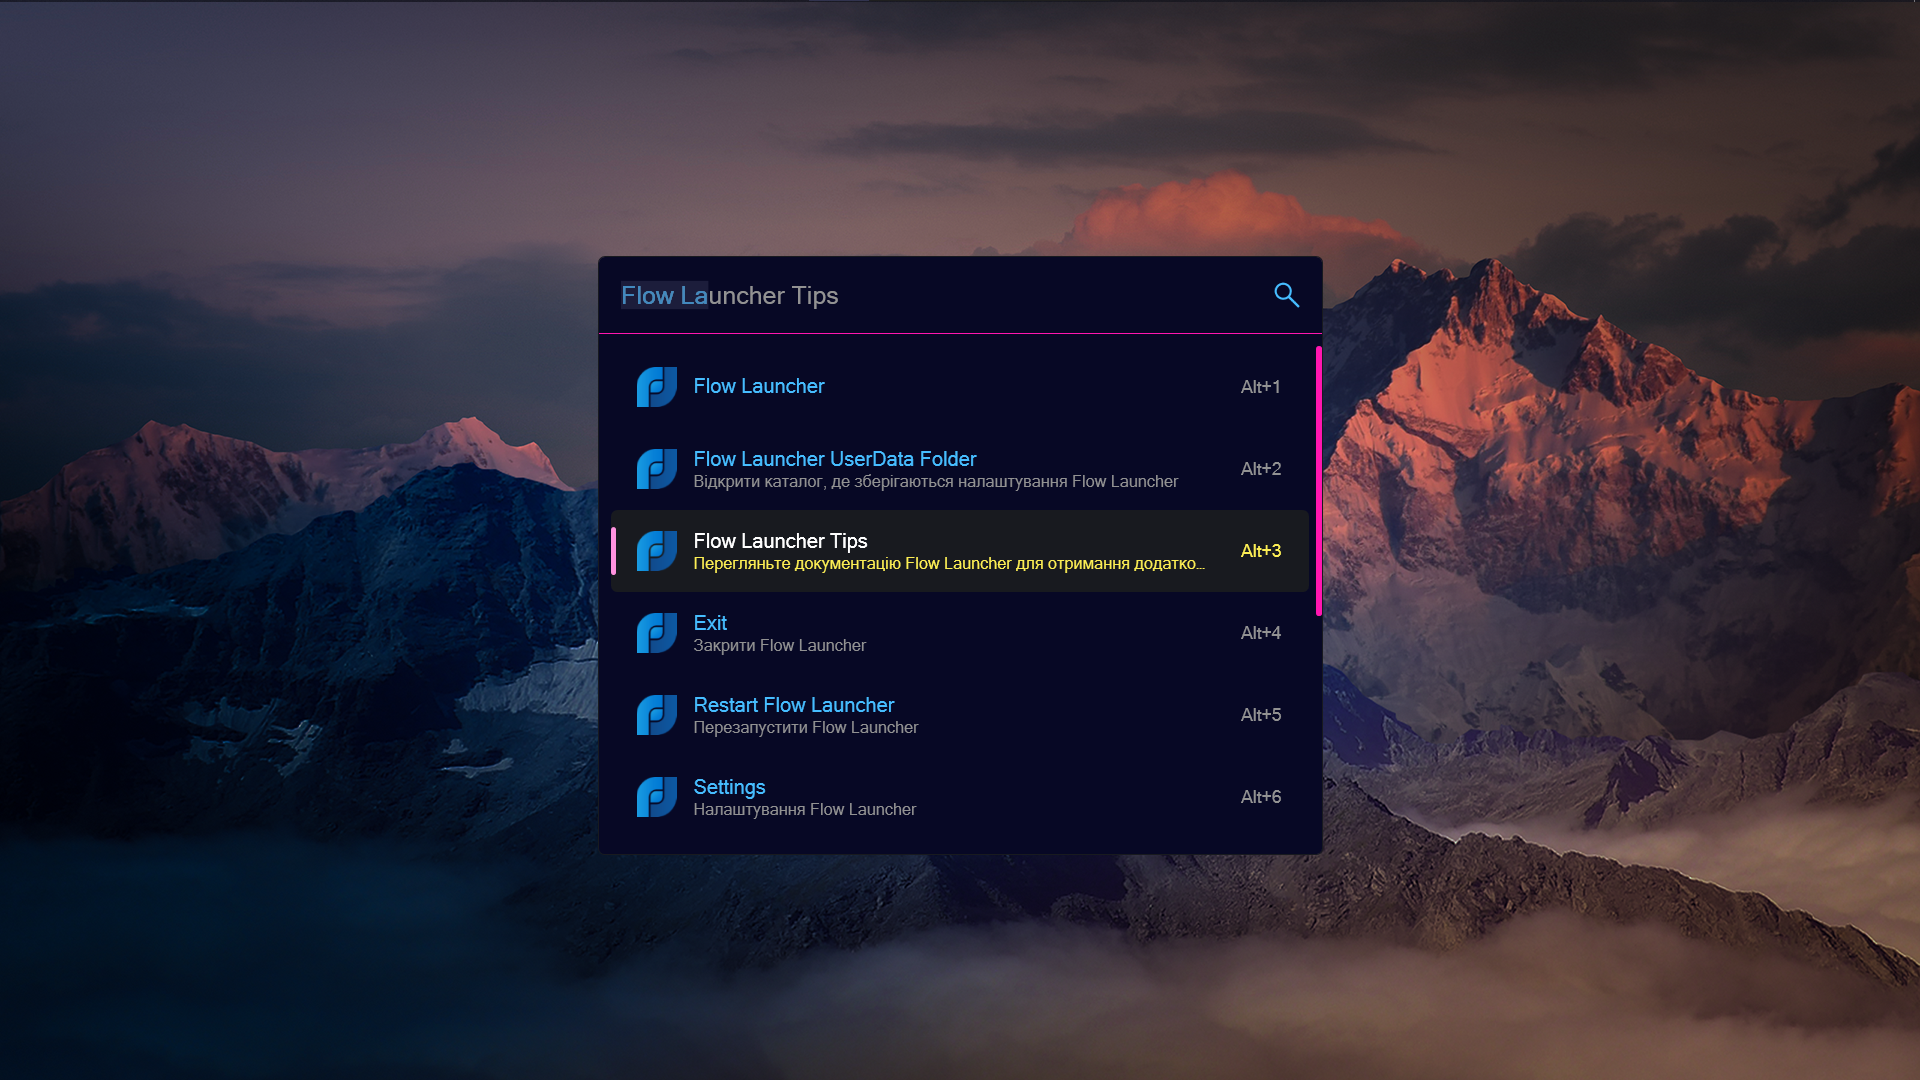 Flow Launcher Tips
Flow Launcher
Alt+1
Flow Launcher UserData Folder
Відкрити каталог, де зберігаються налаштування Flow Launcher
Alt+2
Flow Launcher Tips
Перегляньте документацію Flow Launcher для отримання додатко...
Alt+3
Exit
Закрити Flow Launcher
Alt+4
Restart Flow Launcher
Перезапустити Flow Launcher
Alt+5
Settings
Налаштування Flow Launcher
Alt+6